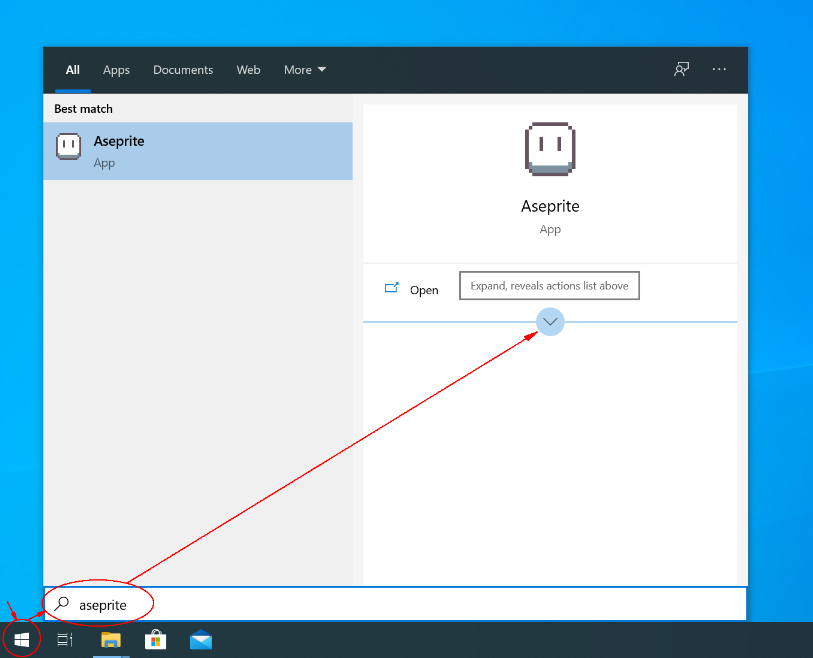 All Apps Documents Web More
Best match
Aseprite
App
Aseprite
App
Open
Expand, reveals actions list above
aseprite